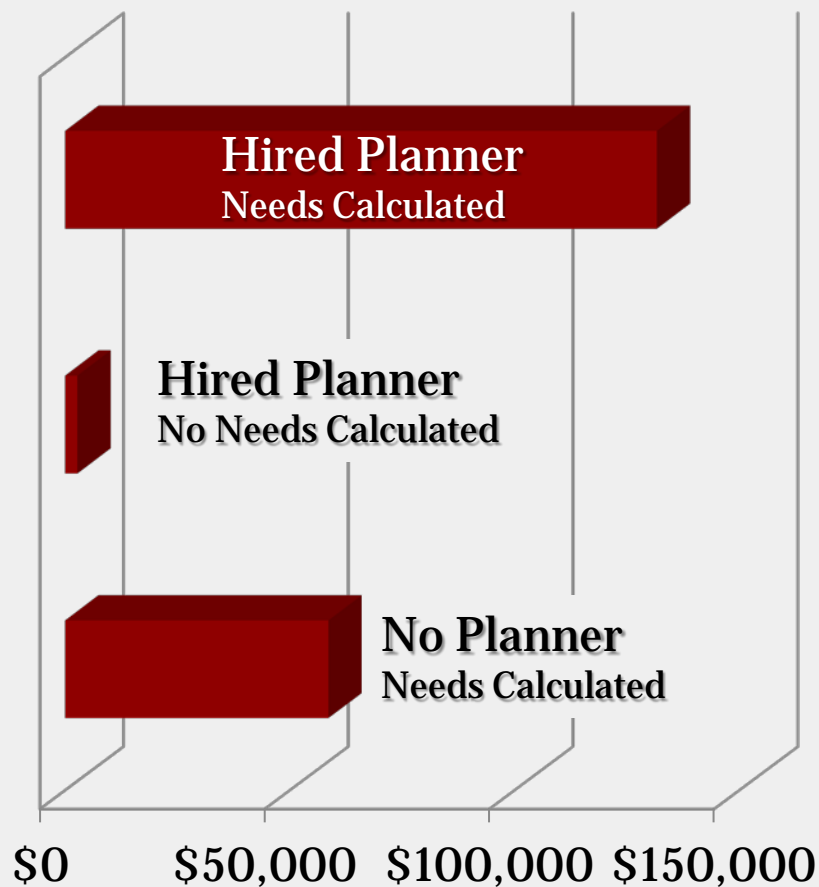 Hired Planner
Needs Calculated
Hired Planner
No Needs Calculated
No Planner
Needs Calculated
$0 $50,000 $100,000 $150,000